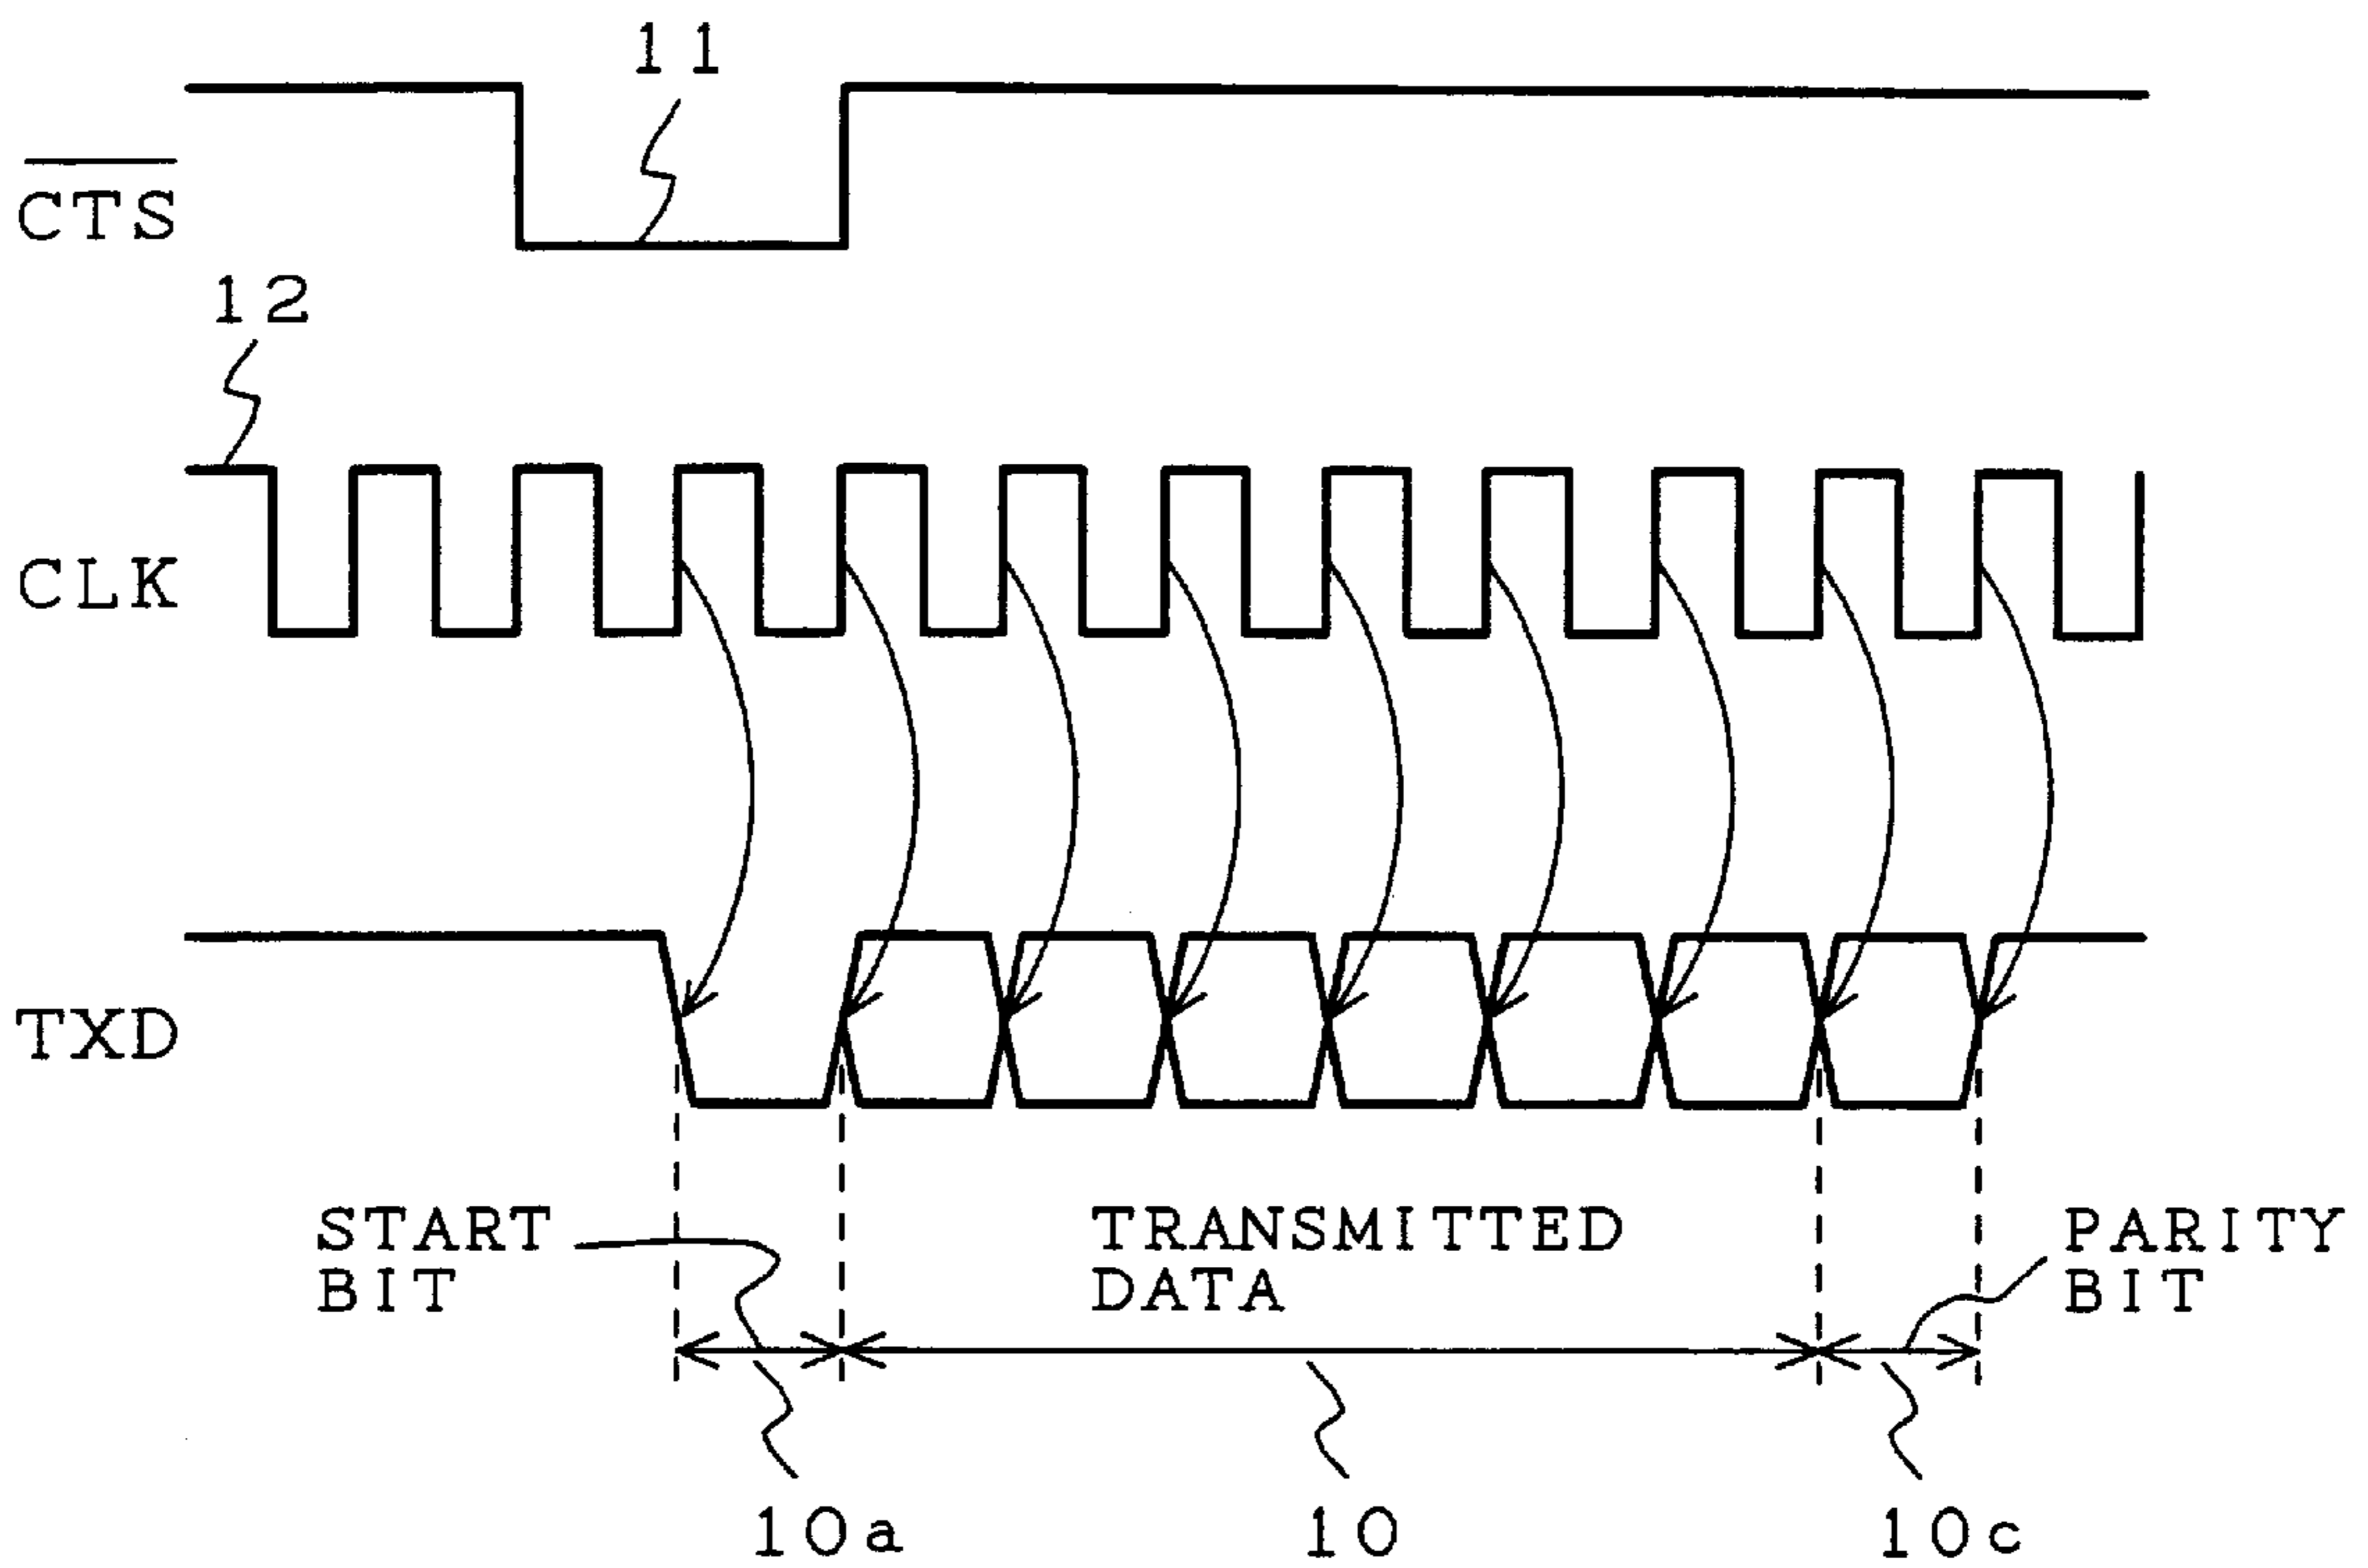 11
CTS
12
CLK
TXD
START
BIT
TRANSMITTED
DATA
PARITY
BIT
10a
10
10c